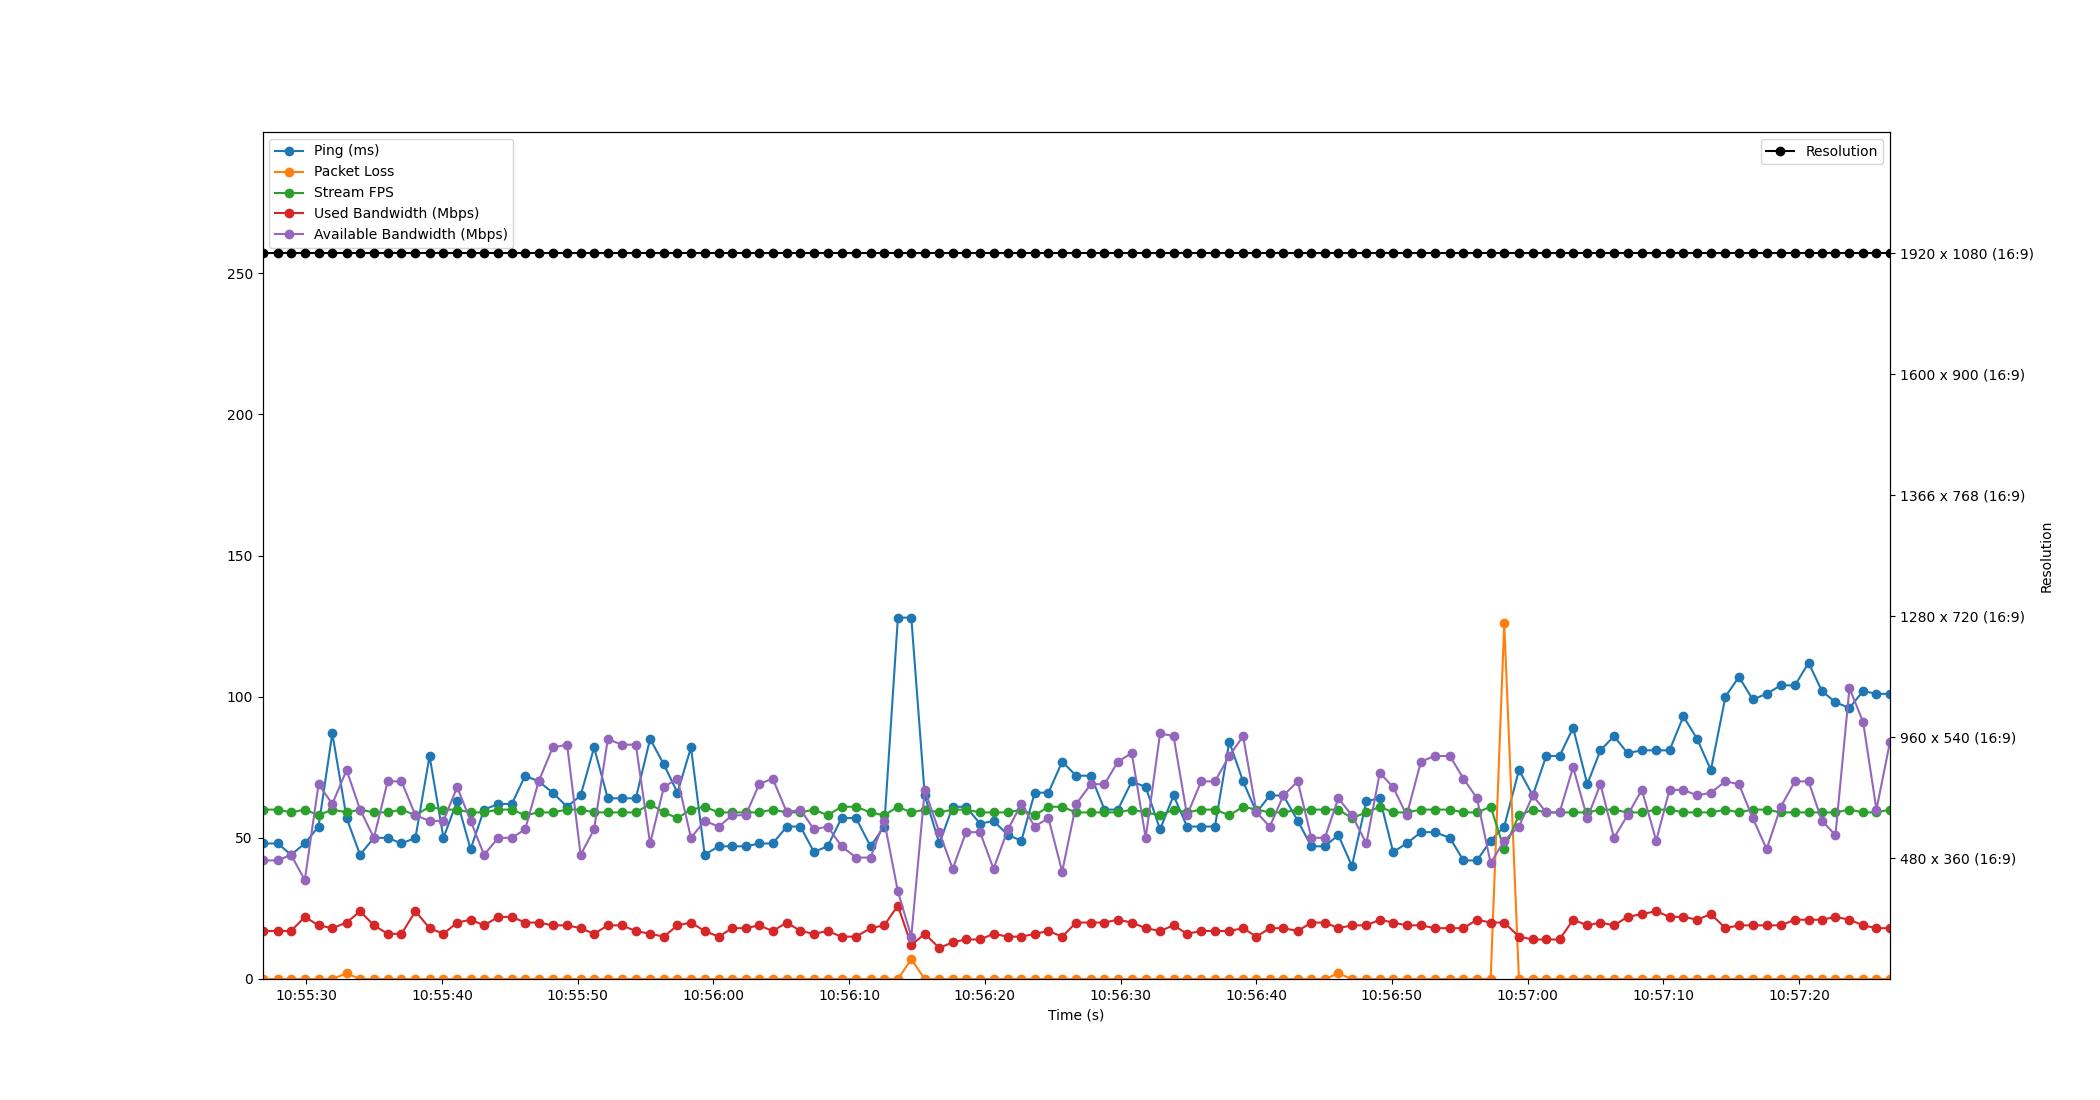 Ping (ms)
Packet Loss
Stream FPS
Used Bandwidth (Mbps)
Available Bandwidth (Mbps)
Resolution
250
200
150
100
50
0
1920 x 1080 (16:9)
1600 x 900 (16:9)
1366 x 768 (16:9)
1280 x 720 (16:9)
960 x 540 (16:9)
480 x 360 (16:9)
Resolution
10:55:30 10:55:40 10:55:50 10:56:00 10:56:10 10:56:20 10:56:30 10:56:40 10:56:50 10:57:00 10:57:10 10:57:20
Time (s)